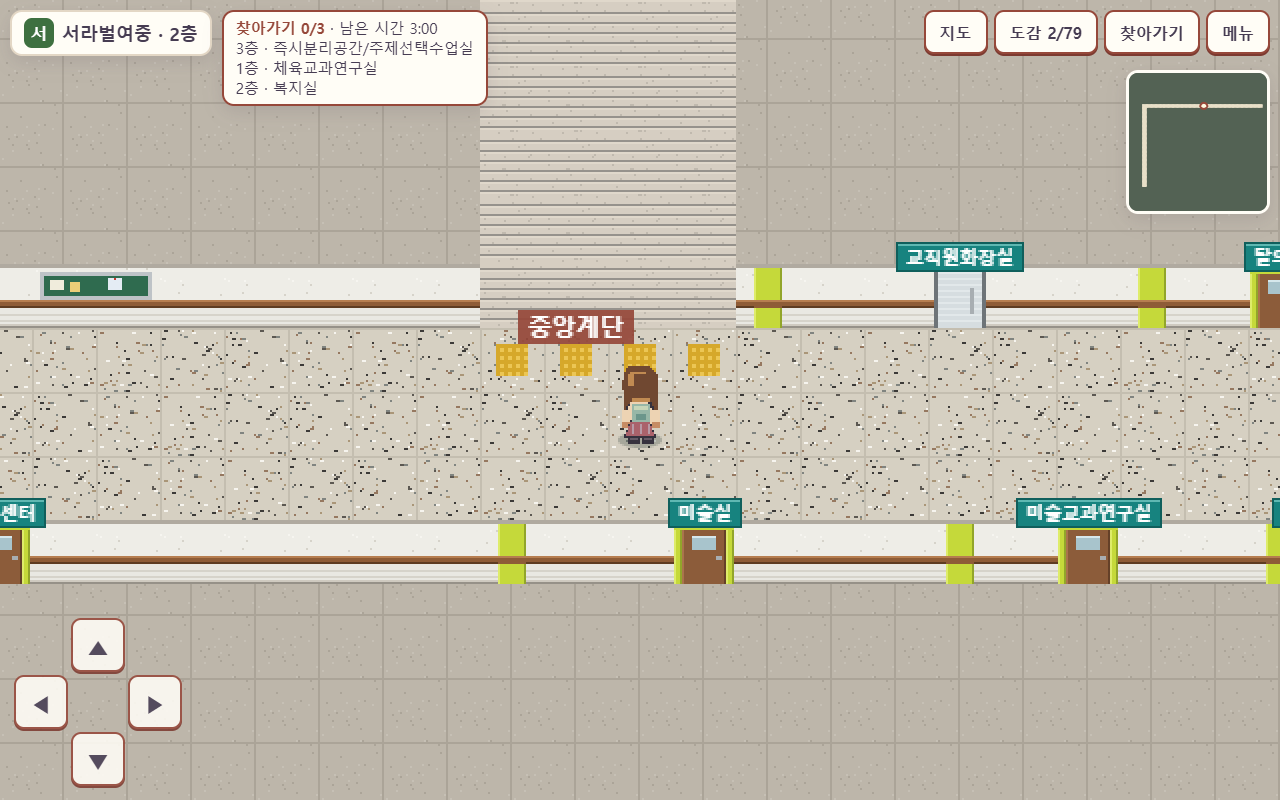 서 서라벌여중 · 2층
찾아가기 0/3 · 남은 시간 3:00
3층 · 즉시분리공간/주제선택수업실
1층 · 체육교과연구실
2층 · 복지실
지도
도감 2/79
찾아가기
메뉴
교직원화장실
중앙계단
센터
미술실
미술교과연구실